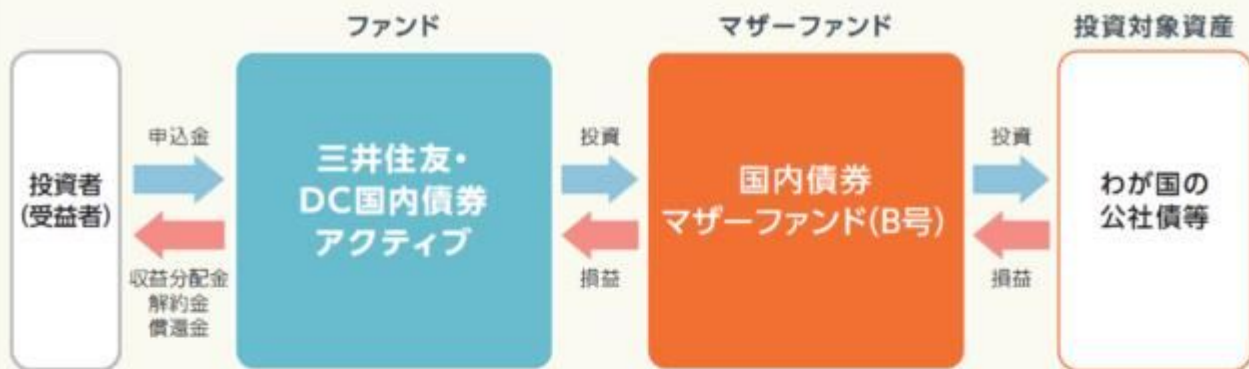 ファンド
マザーファンド
投資対象資産
投資者
(受益者)
申込金
収益分配金
解約金
償還金
三井住友・
DC国内債券
アクティブ
投資
損益
国内債券
マザーファンド(B号)
投資
損益
わが国の
公社債等